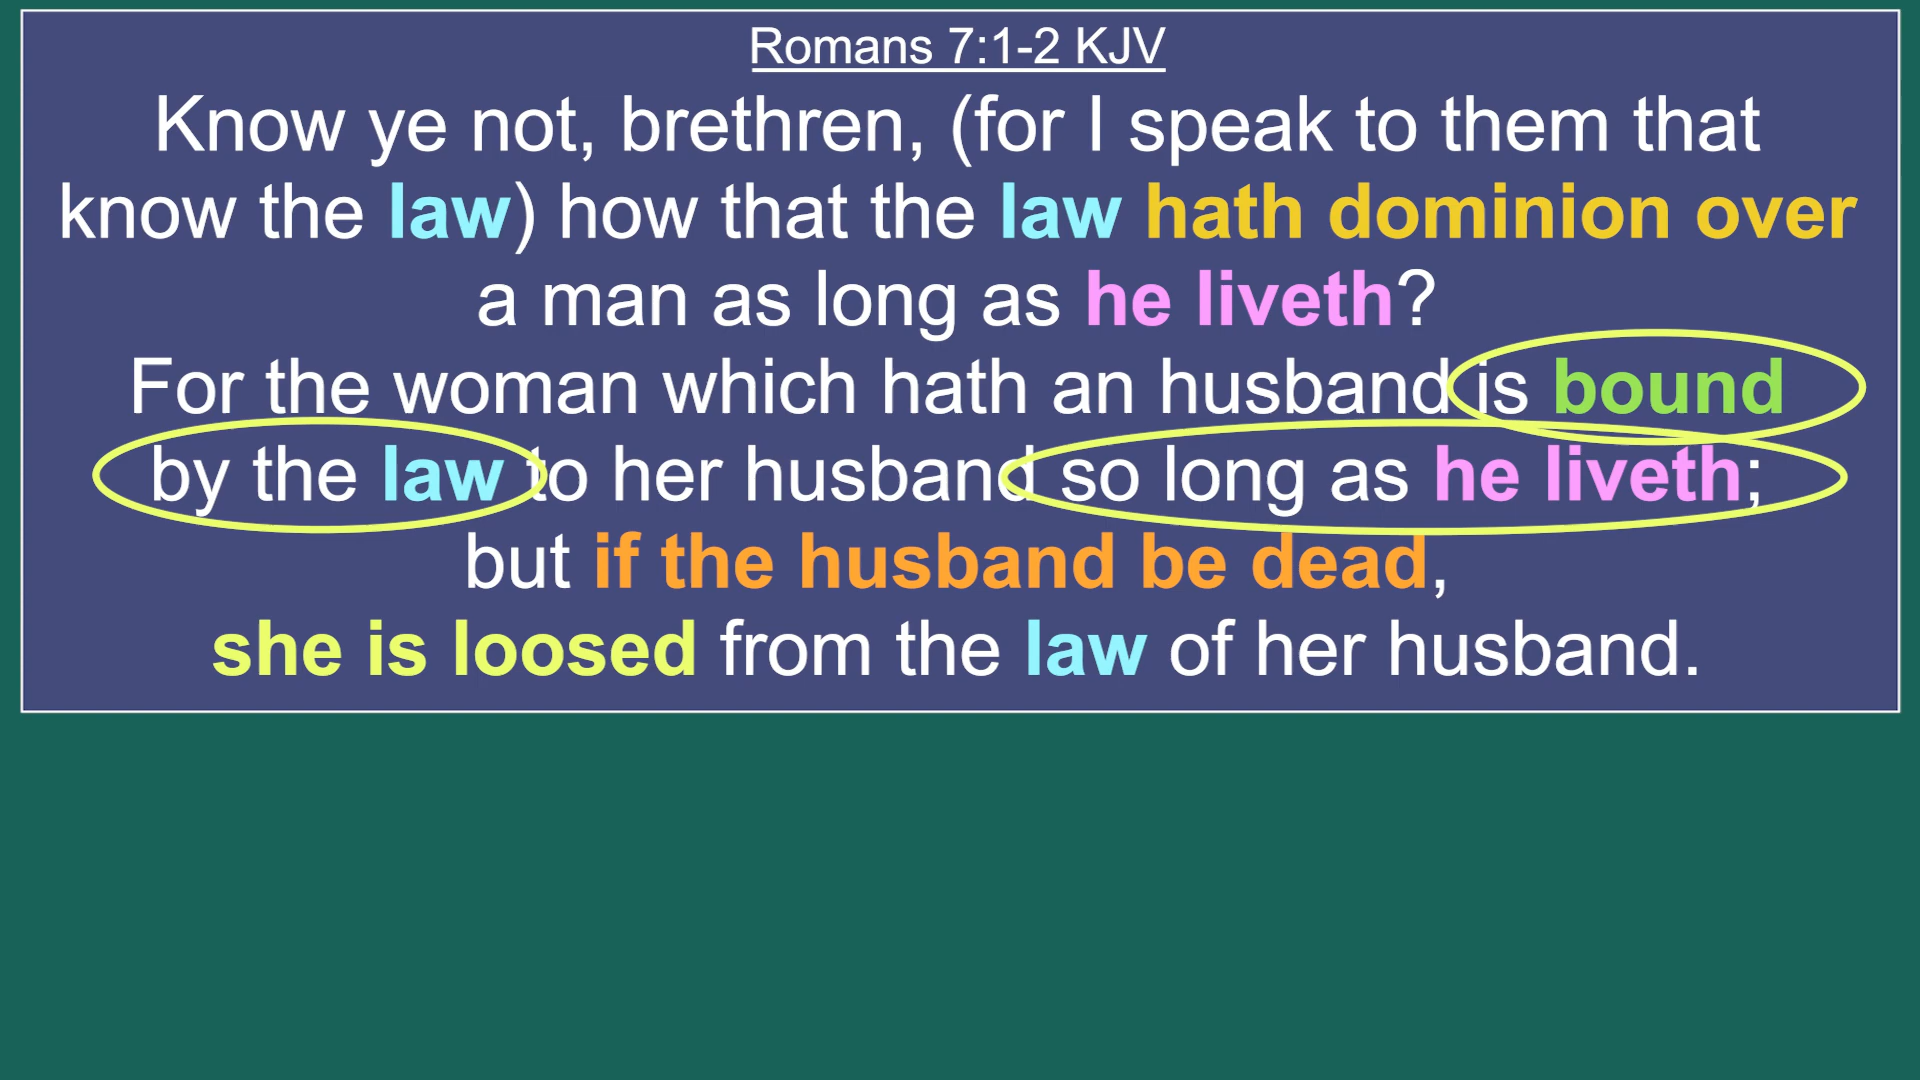 Romans 7:1-2 KJV
Know ye not, brethren, (for I speak to them that
know the law) how that the law hath dominion over
a man as long as he liveth?
For the woman which hath an husband is bound
by the law to her husband so long as he liveth;
but if the husband be dead,
she is loosed from the law of her husband.